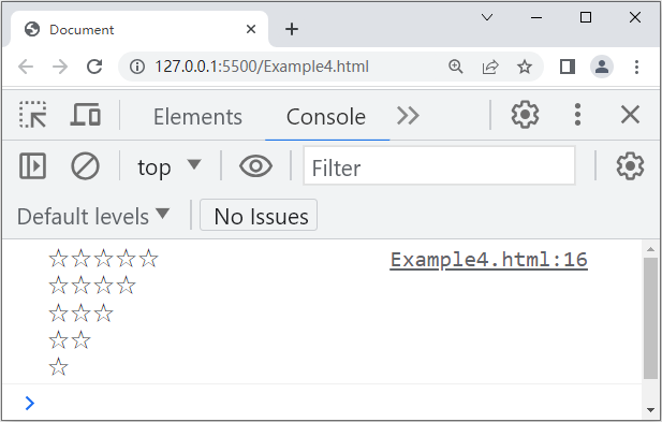 Document
127.0.0.1:5500/Example4.html
Elements Console
top Filter
Default levels No Issues
☆☆☆☆☆ Example4.html:16
☆☆☆☆
☆☆☆
☆☆
☆